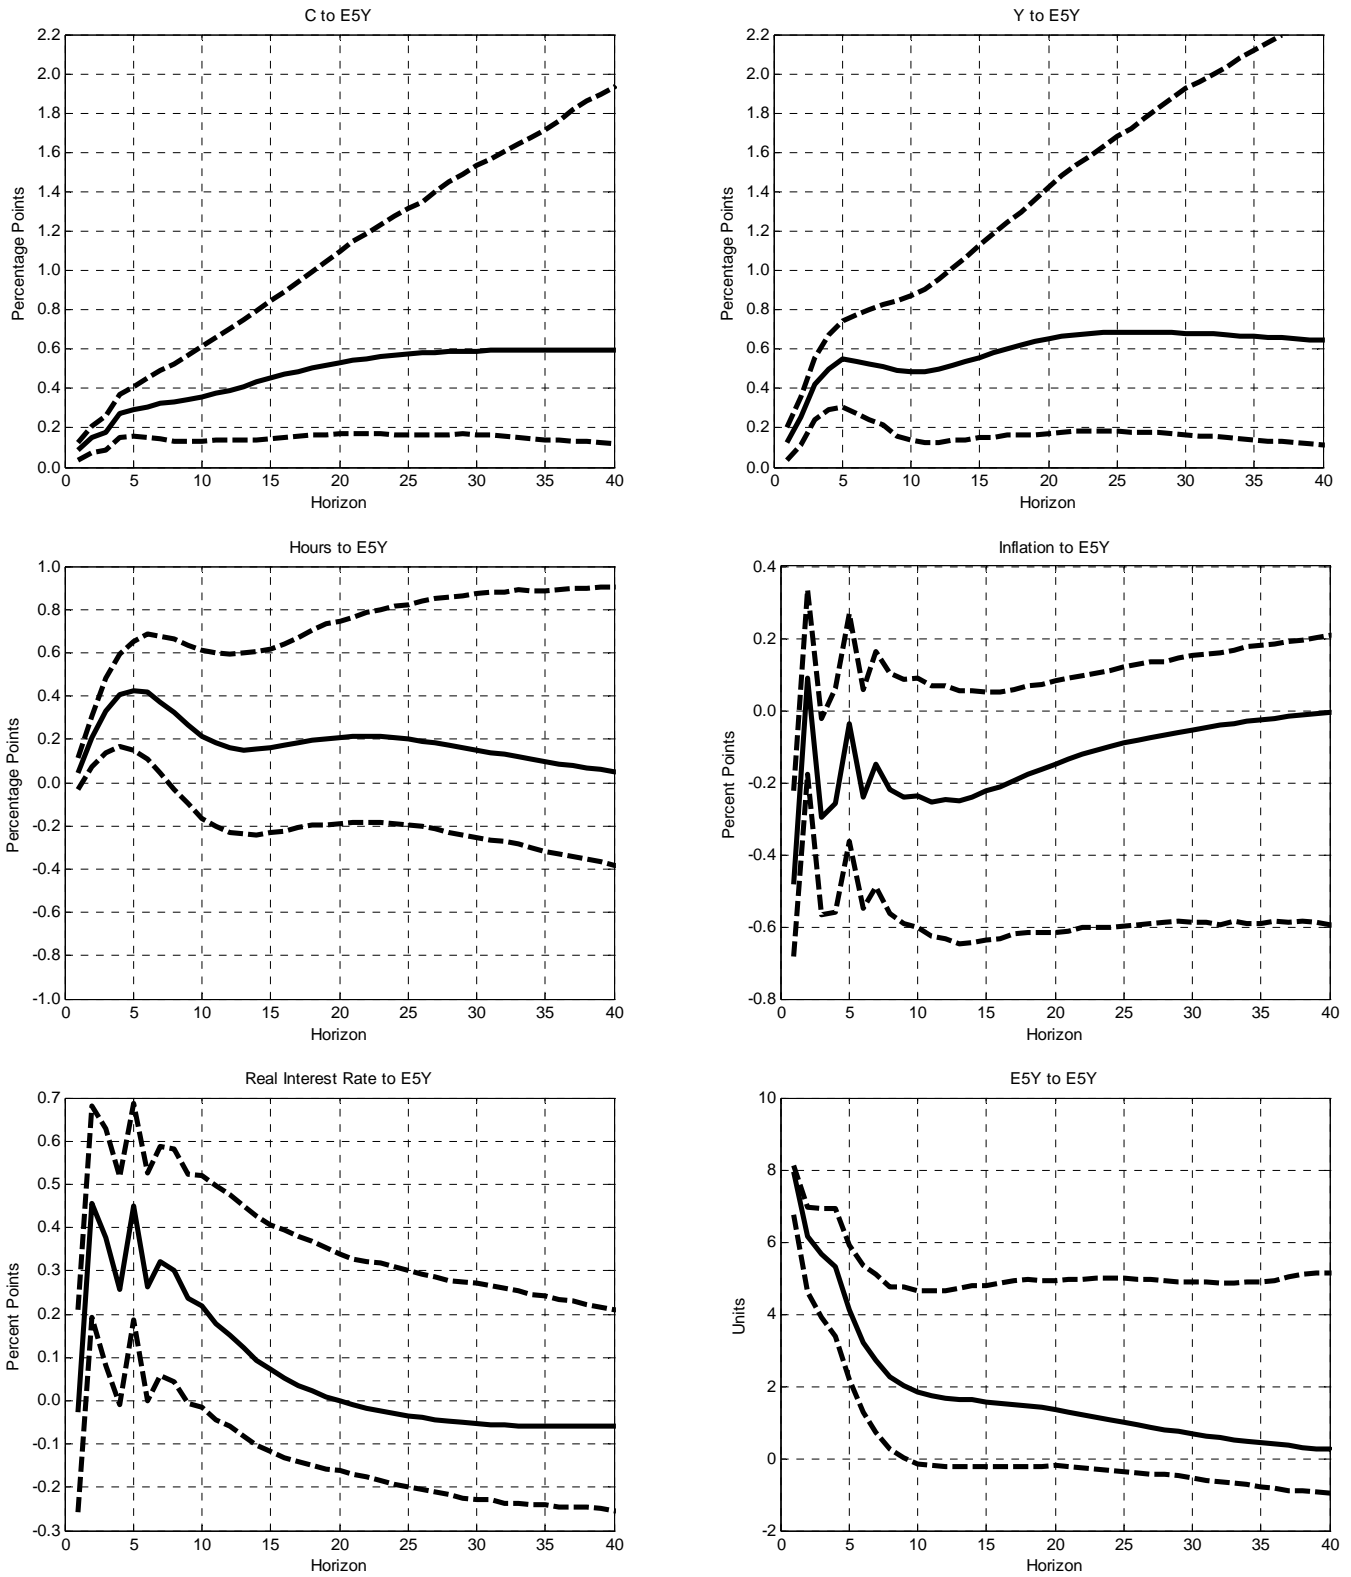 C to E5Y
2.2
2.0
1.8
1.6
1.4
1.2
1.0
0.8
0.6
0.4
0.2
0.0
Percentage Points
0 5 10 15 20 25 30 35 40
Horizon
Y to E5Y
2.2
2.0
1.8
1.6
1.4
1.2
1.0
0.8
0.6
0.4
0.2
0.0
Percentage Points
0 5 10 15 20 25 30 35 40
Horizon
Hours to E5Y
1.0
0.8
0.6
0.4
0.2
0.0
-0.2
-0.4
-0.6
-0.8
-1.0
Percentage Points
0 5 10 15 20 25 30 35 40
Horizon
Inflation to E5Y
0.4
0.2
0.0
-0.2
-0.4
-0.6
-0.8
Percent Points
0 5 10 15 20 25 30 35 40
Horizon
Real Interest Rate to E5Y
0.7
0.6
0.5
0.4
0.3
0.2
0.1
0.0
-0.1
-0.2
-0.3
Percent Points
0 5 10 15 20 25 30 35 40
Horizon
E5Y to E5Y
10
8
6
4
2
0
-2
Units
0 5 10 15 20 25 30 35 40
Horizon